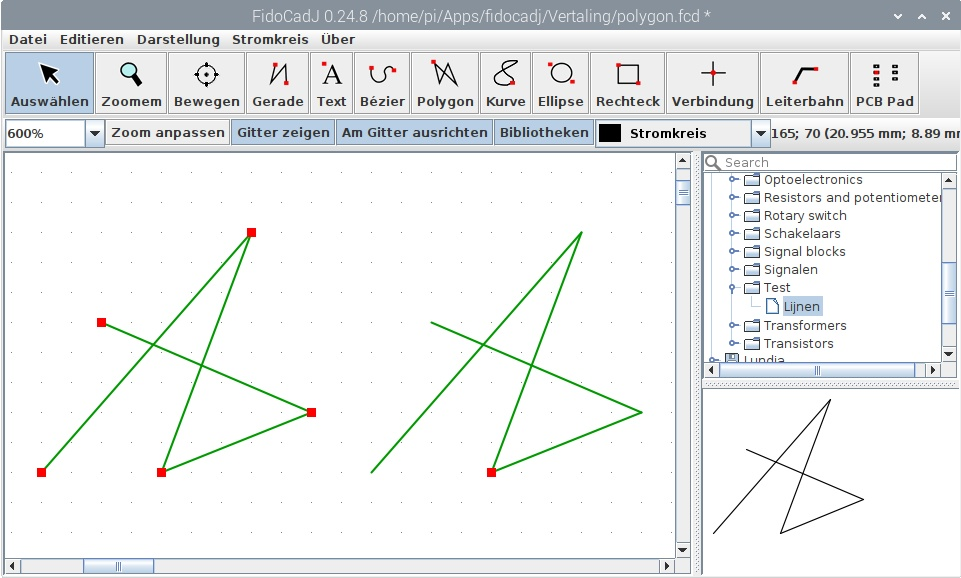 FidoCadJ 0.24.8 /home/pi/Apps/fidocadj/Vertaling/polygon.fcd *
Datei Editieren Darstellung Stromkreis Über
Auswählen Zoomem Bewegen Gerade Text Bézier Polygon Kurve Ellipse Rechteck Verbindung Leiterbahn PCB Pad
600% Zoom anpassen Gitter zeigen Am Gitter ausrichten Bibliotheken Stromkreis 165; 70 (20.955 mm; 8.89 mm
Search
Optoelectronics
Resistors and potentiometer
Rotary switch
Schakelaars
Signal blocks
Signalen
Test
Lijnen
Transformers
Transistors
Lundia